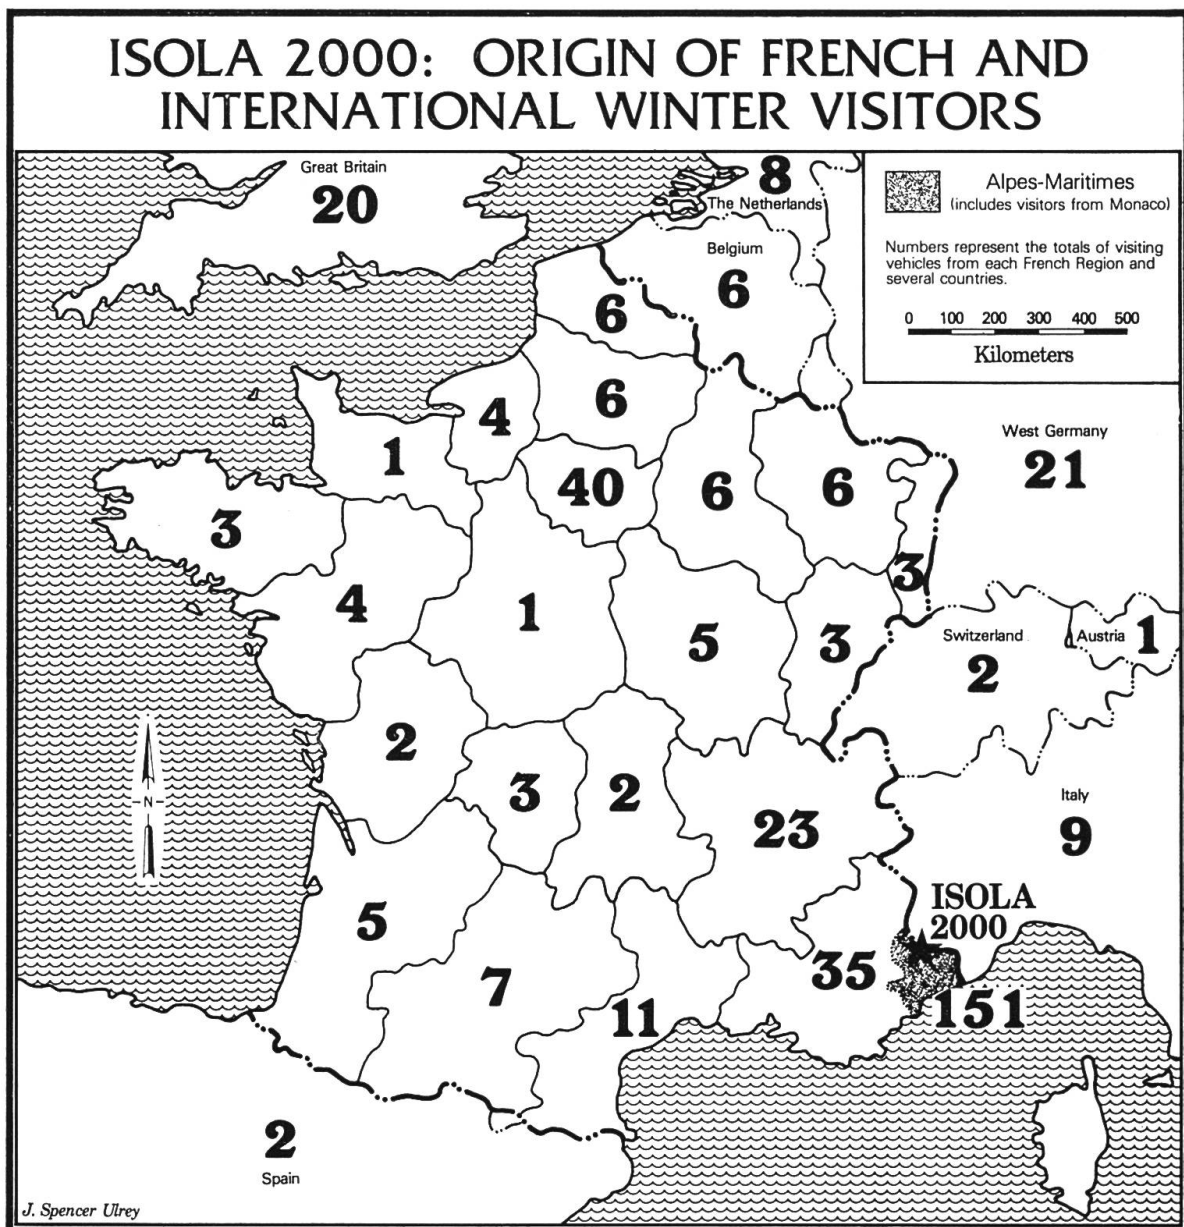 ISOLA 2000: ORIGIN OF FRENCH AND
INTERNATIONAL WINTER VISITORS
Great Britain
20
8
The Netherlands
Alpes-Maritimes
(includes visitors from Monaco)
Numbers represent the totals of visiting
vehicles from each French Region and
several countries.
0 100 200 300 400 500
Kilometers
Belgium
6
6
6
4
1
40
6
6
West Germany
21
3
3
4
1
5
3
Switzerland
2
Austria
1
2
3
2
23
Italy
9
N
5
7
11
35
ISOLA
2000
151
2
Spain
J. Spencer Ulrey